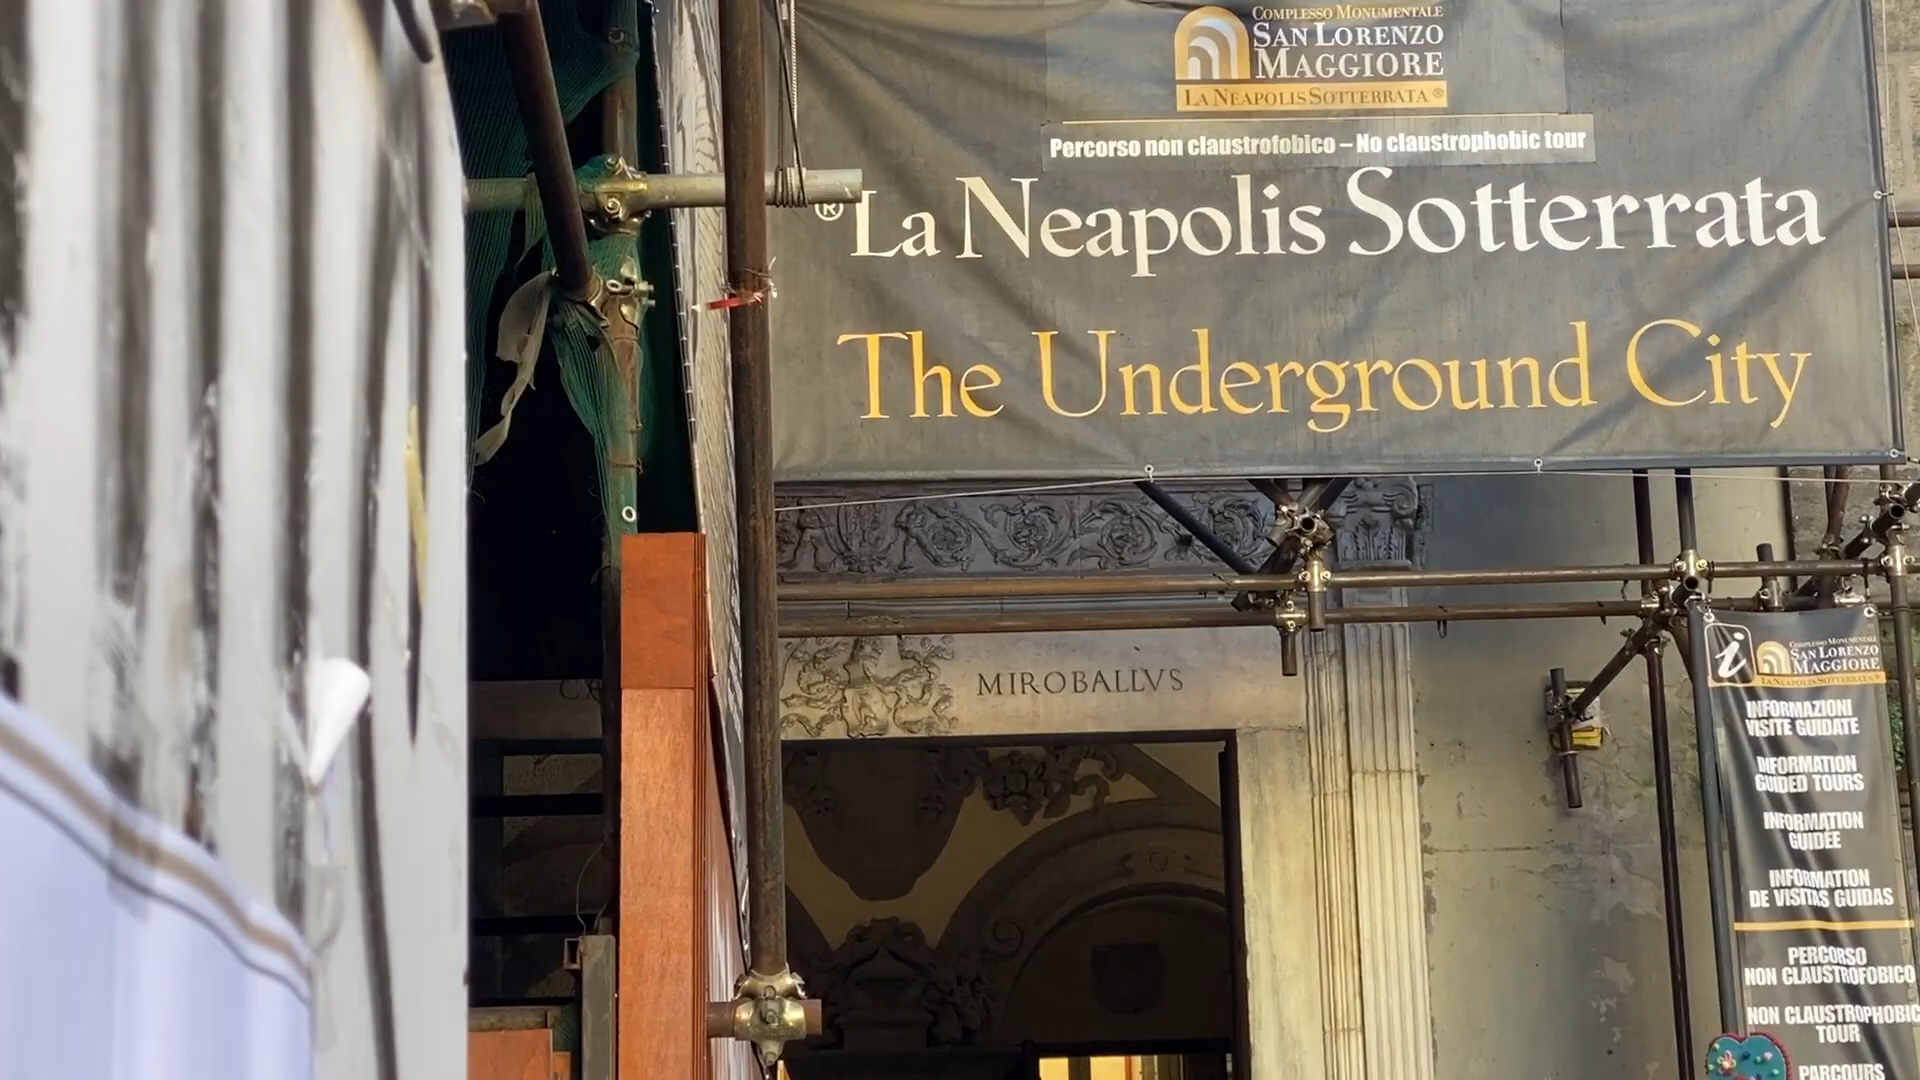 COMPLESSO MONUMENTALE
SAN LORENZO
MAGGIORE
LA NEAPOLIS SOTTERRATA ®
Percorso non claustrofobico – No claustrophobic tour
®La Neapolis Sotterrata
The Underground City
MIROBALLVS
i
COMPLESSO MONUMENTALE
SAN LORENZO
MAGGIORE
LA NEAPOLIS SOTTERRATA ®
INFORMAZIONI
VISITE GUIDATE
INFORMATION
GUIDED TOURS
INFORMATION
GUIDÉE
INFORMATION
DE VISITAS GUIDAS
PERCORSO
NON CLAUSTROFOBICO
NON CLAUSTROPHOBIC
TOUR
PARCOURS